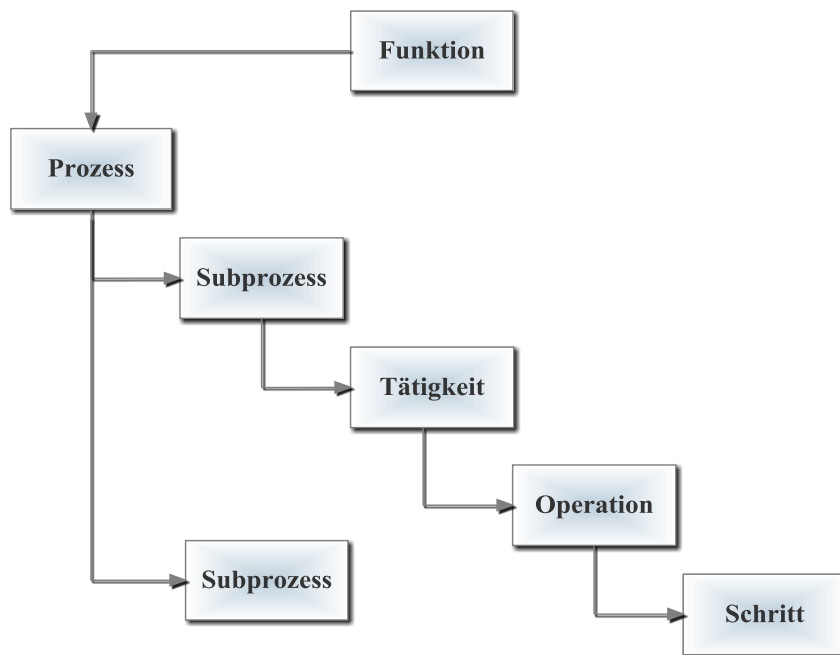 Funktion
Prozess
Subprozess
Tätigkeit
Operation
Subprozess
Schritt